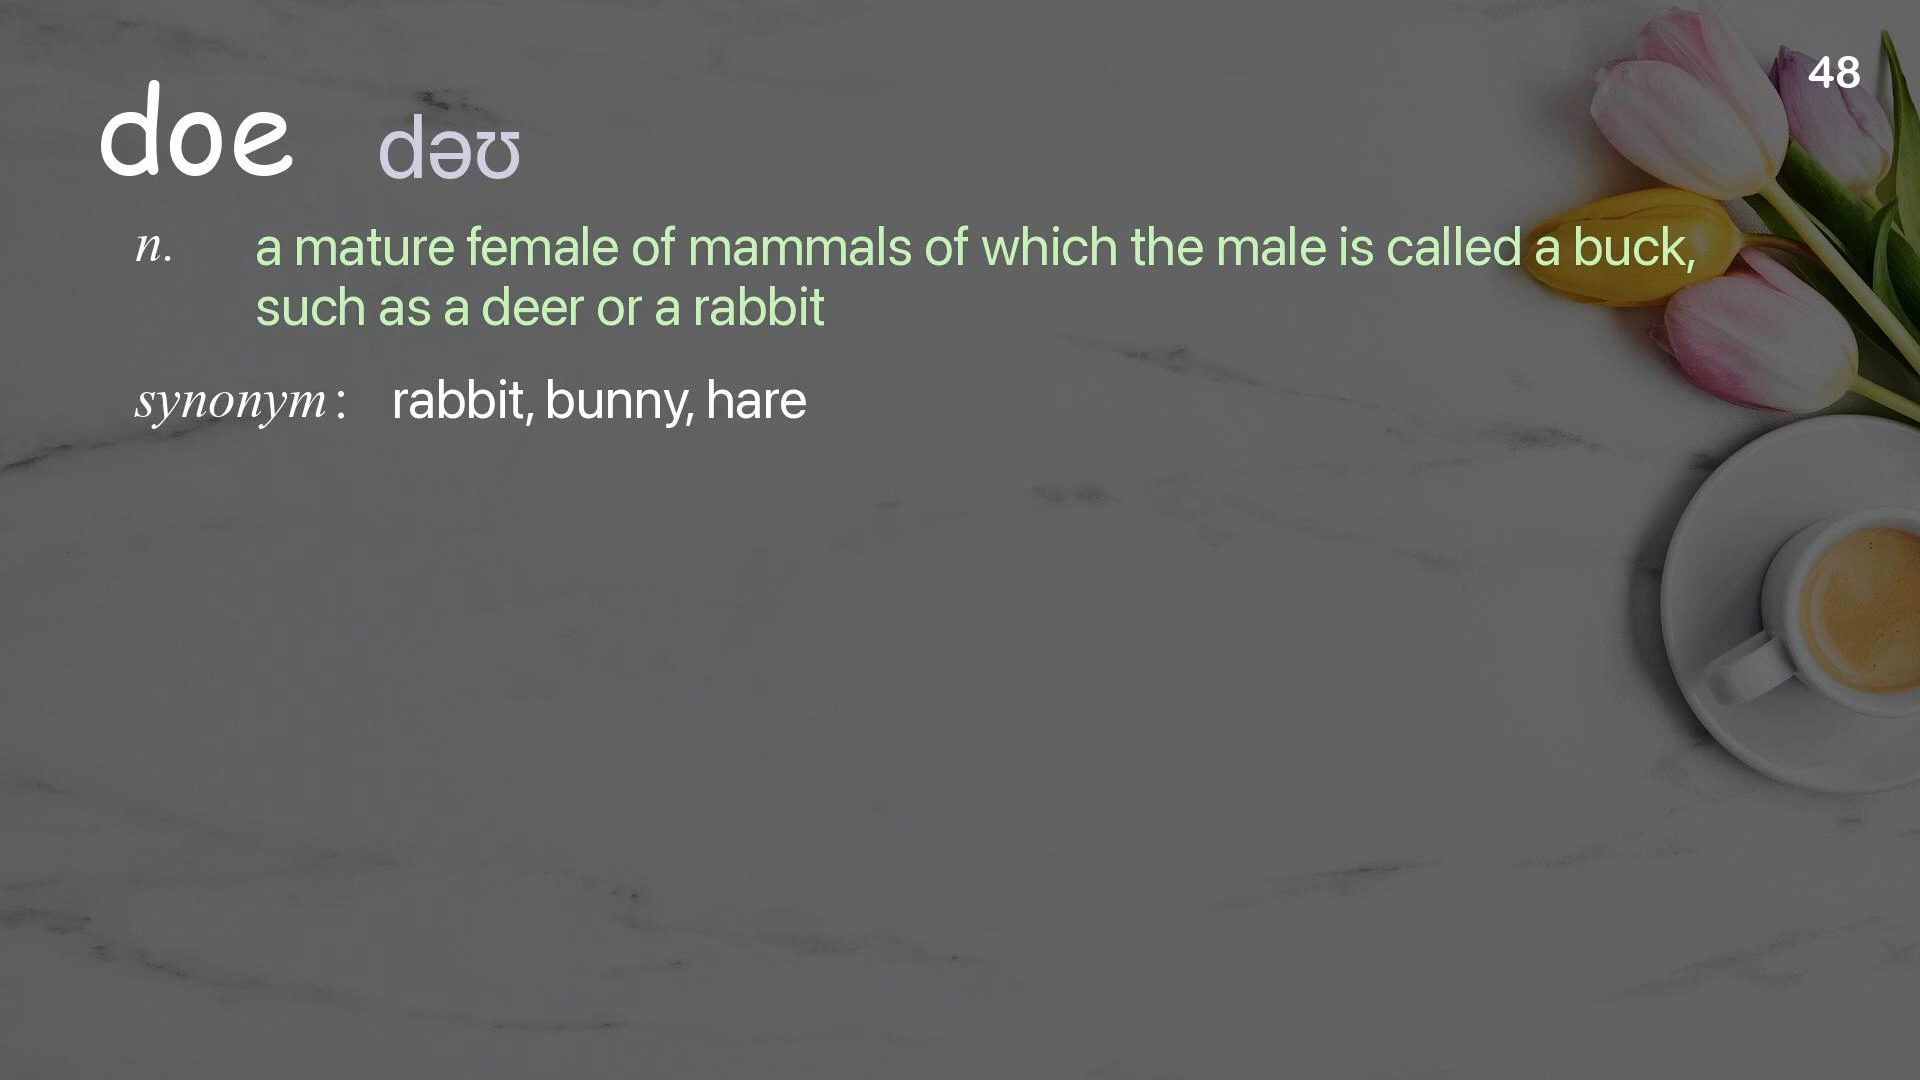 48
doe dəʊ
n. a mature female of mammals of which the male is called a buck,
such as a deer or a rabbit
synonym : rabbit, bunny, hare